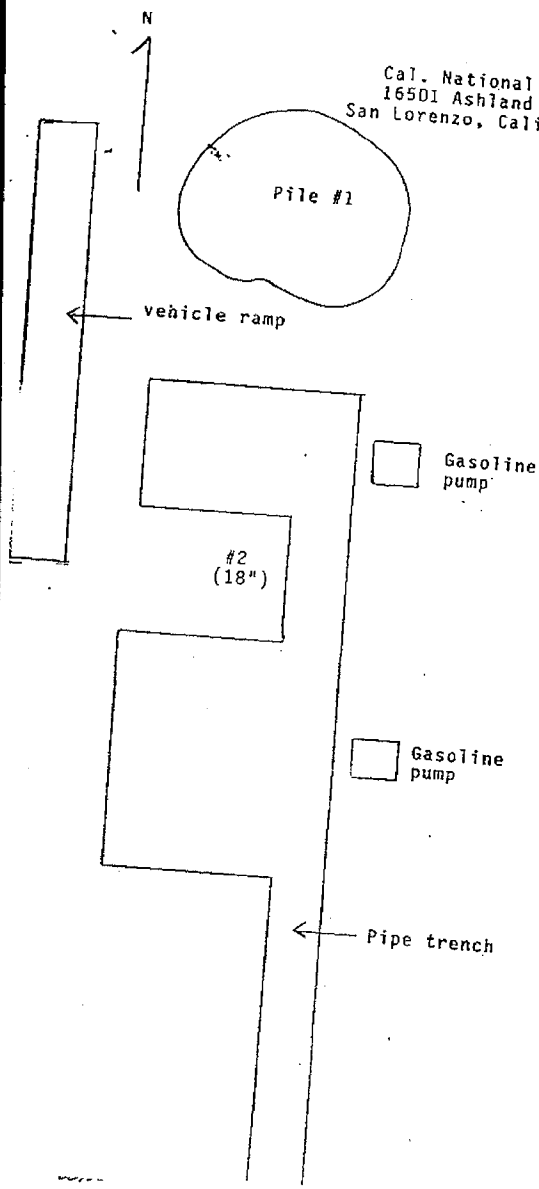 N
Cal. National
16501 Ashland
San Lorenzo, Cali
Pile #1
vehicle ramp
Gasoline
pump
#2
(18")
Gasoline
pump
Pipe trench